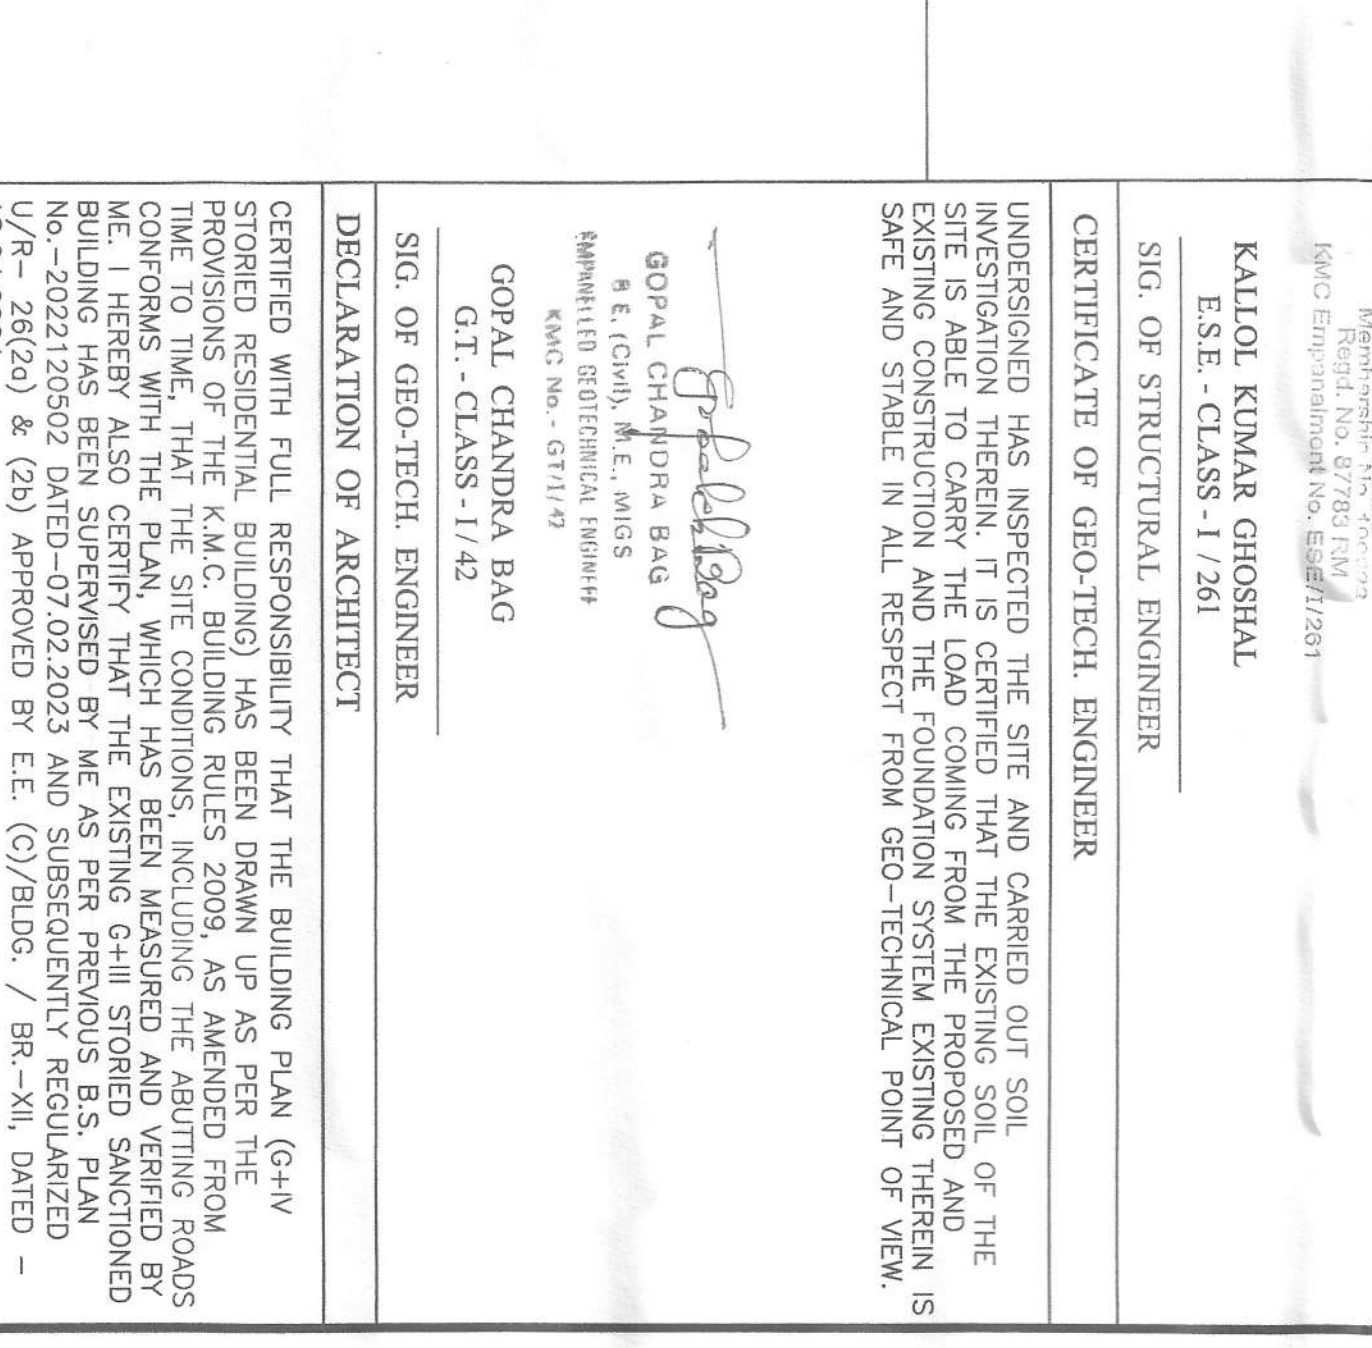 Membership No.
Regd. No. 87783 RM
KMC Empanalment No. ESE/I/261
KALLOL KUMAR GHOSHAL
E.S.E. - CLASS - I / 261
SIG. OF STRUCTURAL ENGINEER
CERTIFICATE OF GEO-TECH. ENGINEER
UNDERSIGNED HAS INSPECTED THE SITE AND CARRIED OUT SOIL
INVESTIGATION THEREIN. IT IS CERTIFIED THAT THE EXISTING SOIL OF THE
SITE IS ABLE TO CARRY THE LOAD COMING FROM THE PROPOSED AND
EXISTING CONSTRUCTION AND THE FOUNDATION SYSTEM EXISTING THEREIN IS
SAFE AND STABLE IN ALL RESPECT FROM GEO-TECHNICAL POINT OF VIEW.
GOPAL CHANDRA BAG
B E. (Civil), M.E., MIGS
EMPANELLED GEOTECHNICAL ENGINEER
KMC No. - GT/I/42
GOPAL CHANDRA BAG
G.T. - CLASS - I / 42
SIG. OF GEO-TECH. ENGINEER
DECLARATION OF ARCHITECT
CERTIFIED WITH FULL RESPONSIBILITY THAT THE BUILDING PLAN (G+IV
STORIED RESIDENTIAL BUILDING) HAS BEEN DRAWN UP AS PER THE
PROVISIONS OF THE K.M.C. BUILDING RULES 2009, AS AMENDED FROM
TIME TO TIME, THAT THE SITE CONDITIONS, INCLUDING THE ABUTTING ROADS
CONFORMS WITH THE PLAN, WHICH HAS BEEN MEASURED AND VERIFIED BY
ME. I HEREBY ALSO CERTIFY THAT THE EXISTING G+III STORIED SANCTIONED
BUILDING HAS BEEN SUPERVISED BY ME AS PER PREVIOUS B.S. PLAN
No.-2022120502 DATED-07.02.2023 AND SUBSEQUENTLY REGULARIZED
U/R- 26(2a) & (2b) APPROVED BY E.E. (C)/BLDG. / BR.-XII, DATED -